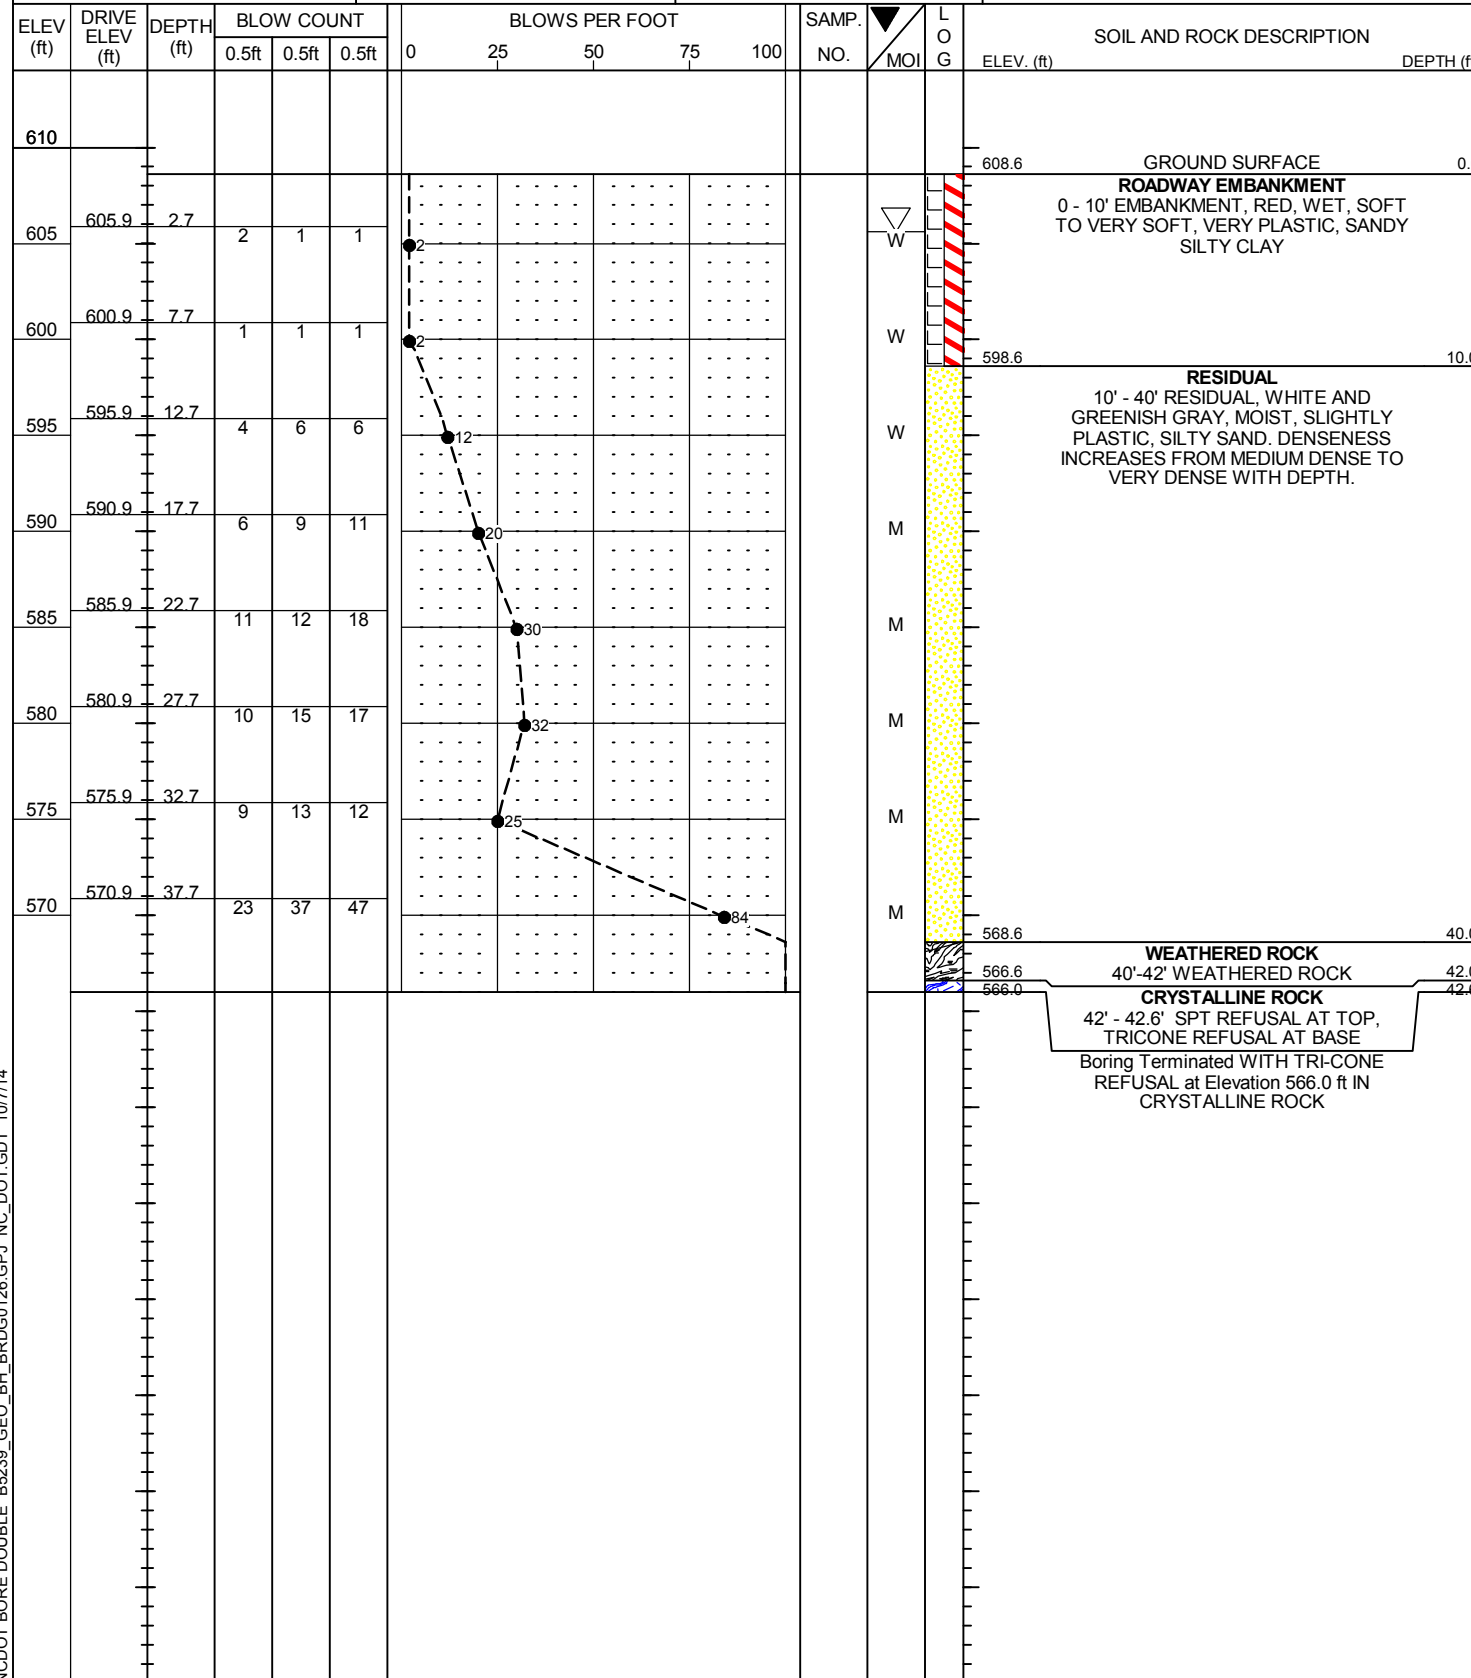 ELEV (ft) DRIVE ELEV (ft) DEPTH (ft) BLOW COUNT BLOWS PER FOOT SAMP. NO. MOI L O G SOIL AND ROCK DESCRIPTION
0.5ft 0.5ft 0.5ft 0 25 50 75 100 ELEV. (ft)
610
608.6 GROUND SURFACE
ROADWAY EMBANKMENT
0 - 10' EMBANKMENT, RED, WET, SOFT
TO VERY SOFT, VERY PLASTIC, SANDY
SILTY CLAY
605.9 2.7
605 2 1 1 2 W
600.9 7.7
600 1 1 1 2 W
598.6
RESIDUAL
10' - 40' RESIDUAL, WHITE AND
GREENISH GRAY, MOIST, SLIGHTLY
PLASTIC, SILTY SAND. DENSENESS
INCREASES FROM MEDIUM DENSE TO
VERY DENSE WITH DEPTH.
595.9 12.7
595 4 6 6 12 W
590.9 17.7
590 6 9 11 20 M
585.9 22.7
585 11 12 18 30 M
580.9 27.7
580 10 15 17 32 M
575.9 32.7
575 9 13 12 25 M
570.9 37.7
570 23 37 47 84 M
568.6
WEATHERED ROCK
566.6 40'-42' WEATHERED ROCK
566.0
CRYSTALLINE ROCK
42' - 42.6' SPT REFUSAL AT TOP,
TRICONE REFUSAL AT BASE
Boring Terminated WITH TRI-CONE
REFUSAL at Elevation 566.0 ft IN
CRYSTALLINE ROCK
BORE DOUBLE B5239_GEO_BH_BRDG0126.GPJ NC_DOT.GDT 10/7/14